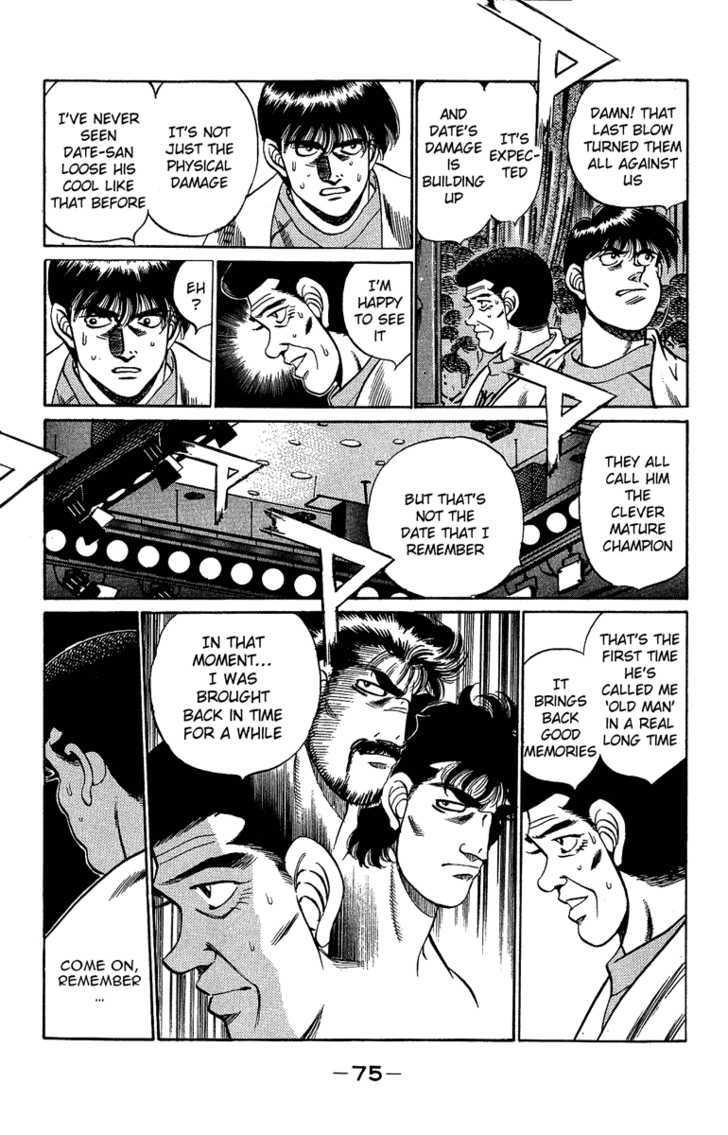 DAMN! THAT
LAST BLOW
TURNED THEM
ALL AGAINST
US
IT'S
EXPEC-
TED
AND
DATE'S
DAMAGE
IS
BUILDING
UP
IT'S NOT
JUST THE
PHYSICAL
DAMAGE
I'VE NEVER
SEEN
DATE-SAN
LOOSE HIS
COOL LIKE
THAT BEFORE
I'M
HAPPY
TO SEE
IT
EH
?
THEY ALL
CALL HIM
THE
CLEVER
MATURE
CHAMPION
BUT THAT'S
NOT THE
DATE THAT I
REMEMBER
THAT'S THE
FIRST TIME
HE'S
CALLED ME
'OLD MAN'
IN A REAL
LONG TIME
IT
BRINGS
BACK
GOOD
MEMORIES
IN THAT
MOMENT...
I WAS
BROUGHT
BACK IN TIME
FOR A WHILE
COME ON,
REMEMBER
...
—75—